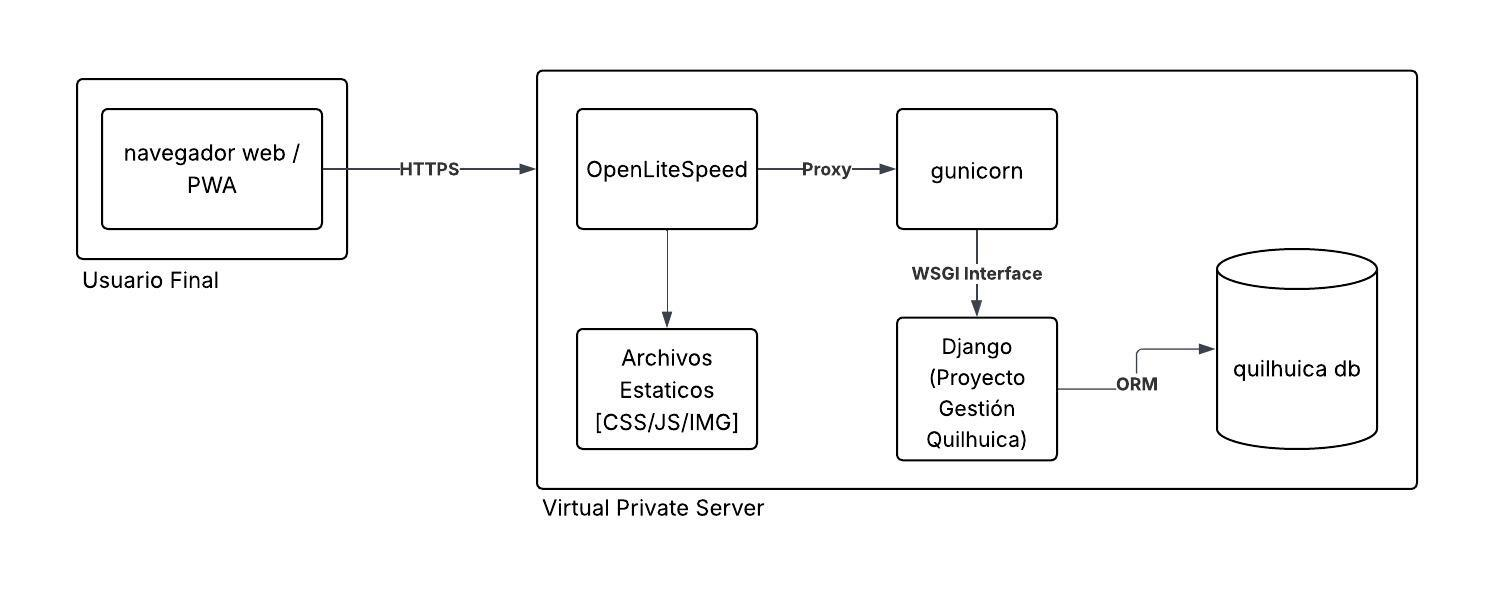 navegador web /
PWA
Usuario Final
HTTPS
OpenLiteSpeed
Proxy
gunicorn
WSGI Interface
Archivos
Estaticos
[CSS/JS/IMG]
Django
(Proyecto
Gestión
Quilhuica)
ORM
quilhuica db
Virtual Private Server